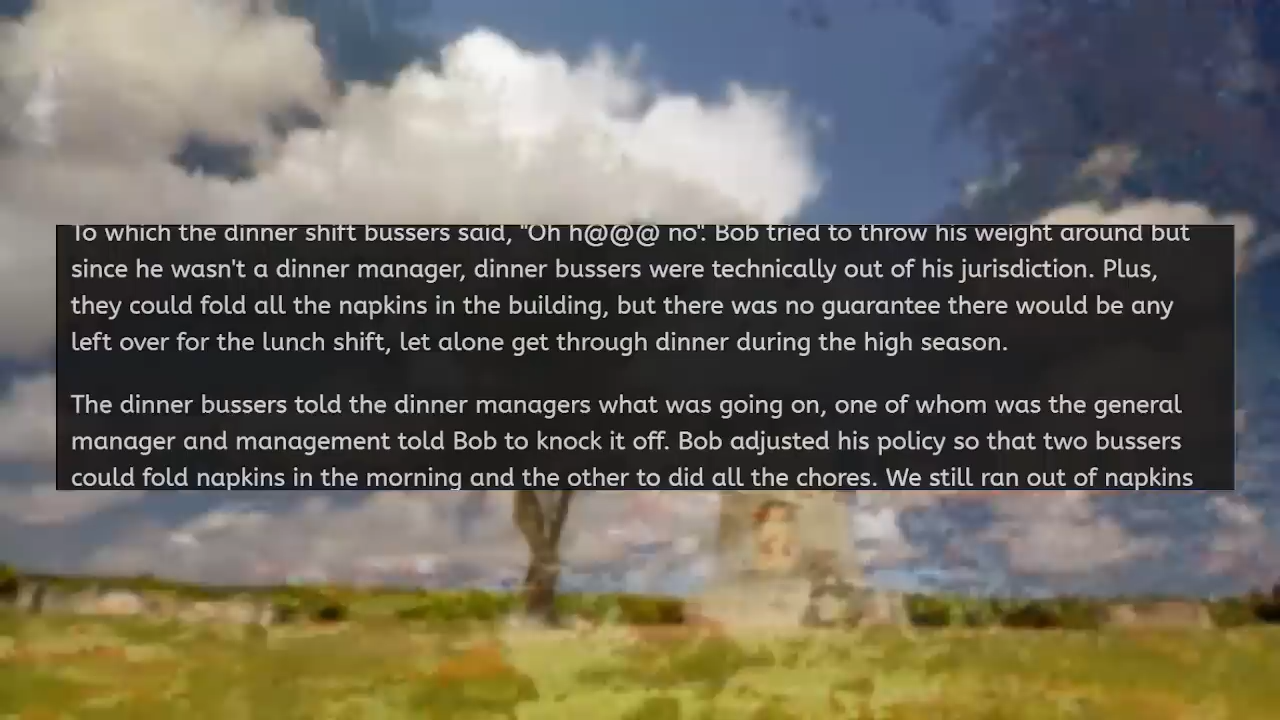 To which the dinner shift bussers said, "Oh h@@@ no". Bob tried to throw his weight around but
since he wasn't a dinner manager, dinner bussers were technically out of his jurisdiction. Plus,
they could fold all the napkins in the building, but there was no guarantee there would be any
left over for the lunch shift, let alone get through dinner during the high season.
The dinner bussers told the dinner managers what was going on, one of whom was the general
manager and management told Bob to knock it off. Bob adjusted his policy so that two bussers
could fold napkins in the morning and the other to did all the chores. We still ran out of napkins